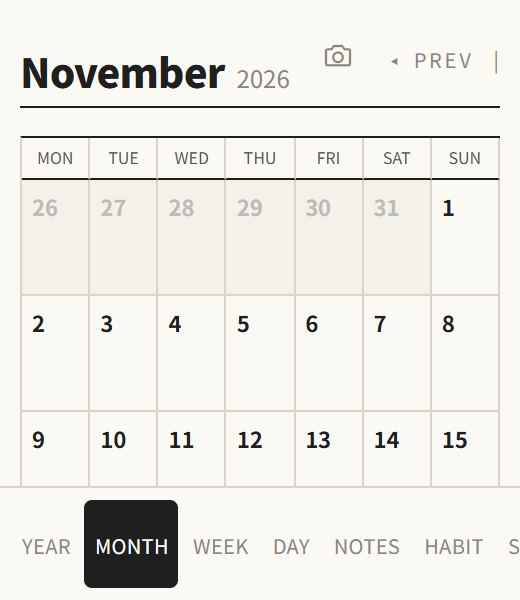 November 2026 ◂ PREV |
MON TUE WED THU FRI SAT SUN
26 27 28 29 30 31 1
2 3 4 5 6 7 8
9 10 11 12 13 14 15
YEAR MONTH WEEK DAY NOTES HABIT